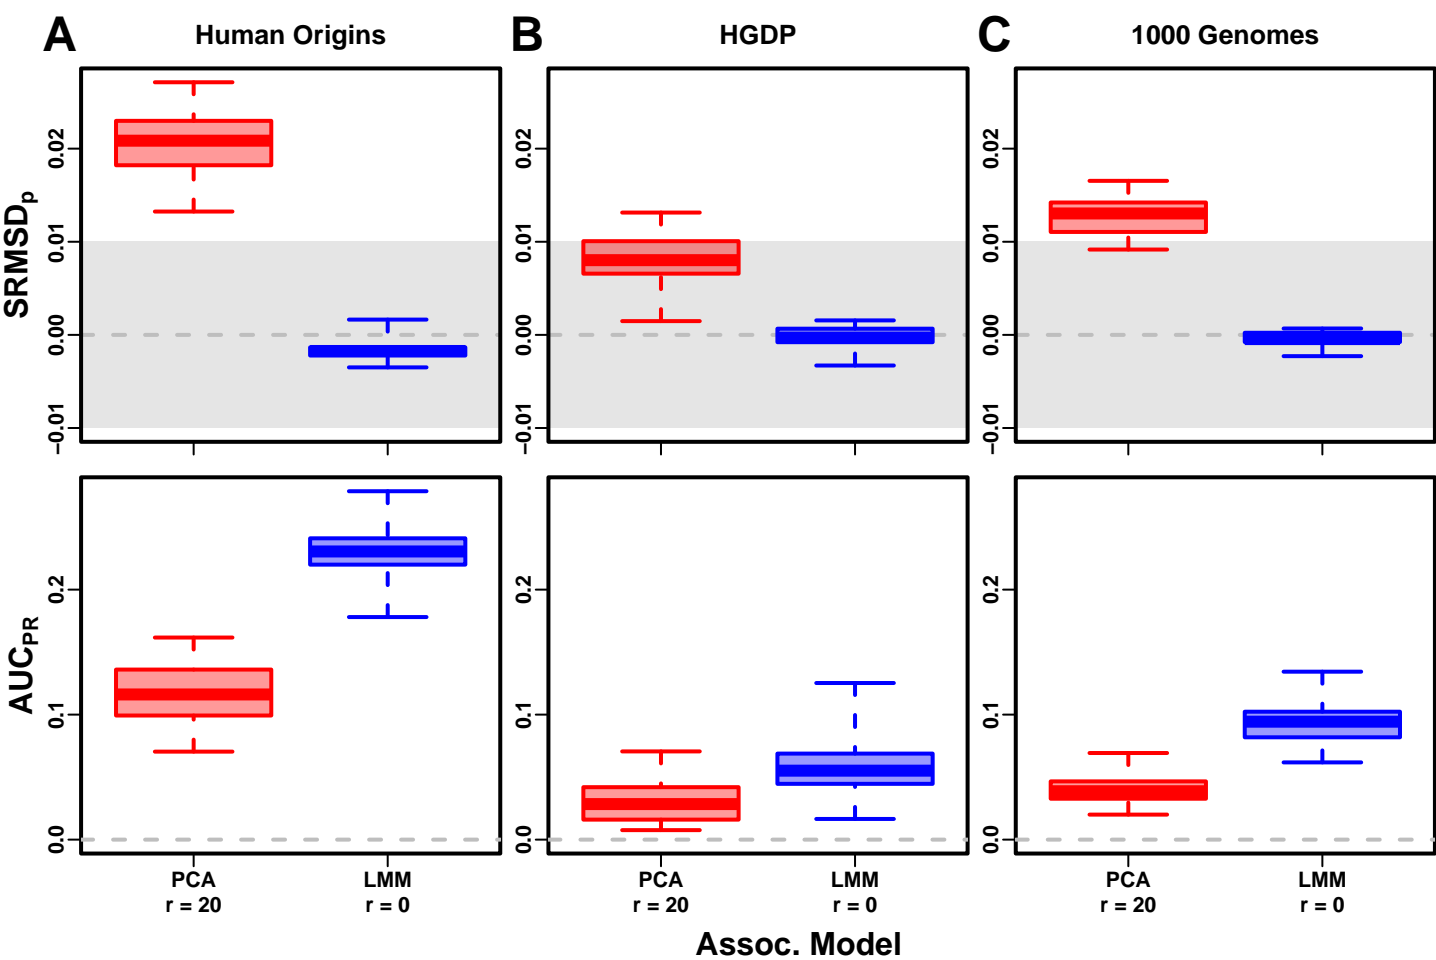 A Human Origins
B HGDP
C 1000 Genomes
SRMSDp
−0.01 0.00 0.01 0.02
−0.01 0.00 0.01 0.02
−0.01 0.00 0.01 0.02
AUCPR
0.0 0.1 0.2
0.0 0.1 0.2
0.0 0.1 0.2
PCA LMM PCA LMM PCA LMM
r = 20 r = 0 r = 20 r = 0 r = 20 r = 0
Assoc. Model